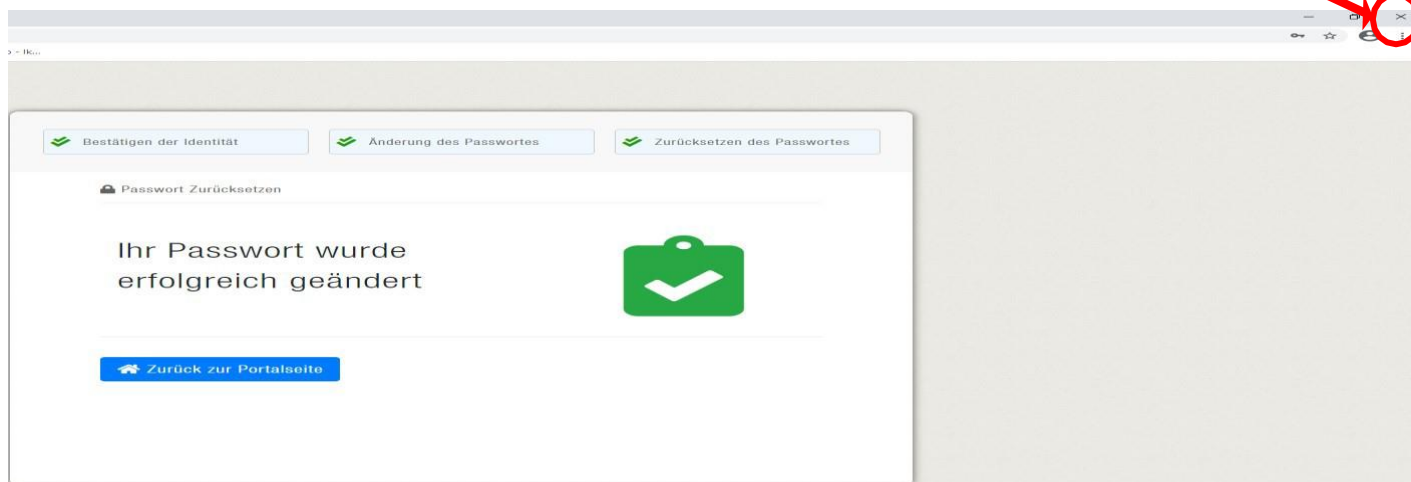 - Ik...
Bestätigen der Identität
Änderung des Passwortes
Zurücksetzen des Passwortes
Passwort Zurücksetzen
Ihr Passwort wurde
erfolgreich geändert
Zurück zur Portalseite